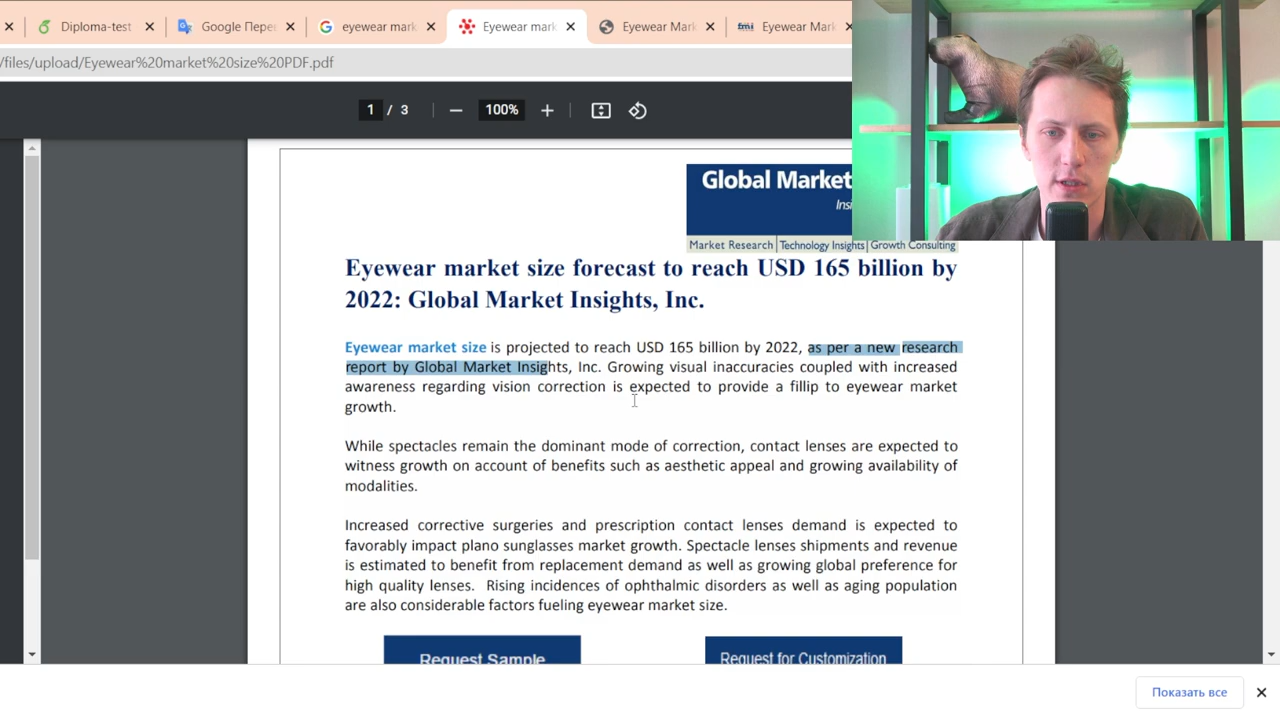 Diploma-test
Google Пере
eyewear mark
Eyewear mark
Eyewear Mark
fmi Eyewear Mark
/files/upload/Eyewear%20market%20size%20PDF.pdf
1 / 3
100%
Global Market
Insi
Market Research Technology Insights Growth Consulting
Eyewear market size forecast to reach USD 165 billion by
2022: Global Market Insights, Inc.
Eyewear market size is projected to reach USD 165 billion by 2022, as per a new research
report by Global Market Insights, Inc. Growing visual inaccuracies coupled with increased
awareness regarding vision correction is expected to provide a fillip to eyewear market
growth.
While spectacles remain the dominant mode of correction, contact lenses are expected to
witness growth on account of benefits such as aesthetic appeal and growing availability of
modalities.
Increased corrective surgeries and prescription contact lenses demand is expected to
favorably impact plano sunglasses market growth. Spectacle lenses shipments and revenue
is estimated to benefit from replacement demand as well as growing global preference for
high quality lenses. Rising incidences of ophthalmic disorders as well as aging population
are also considerable factors fueling eyewear market size.
Request Sample
Request for Customization
Показать все